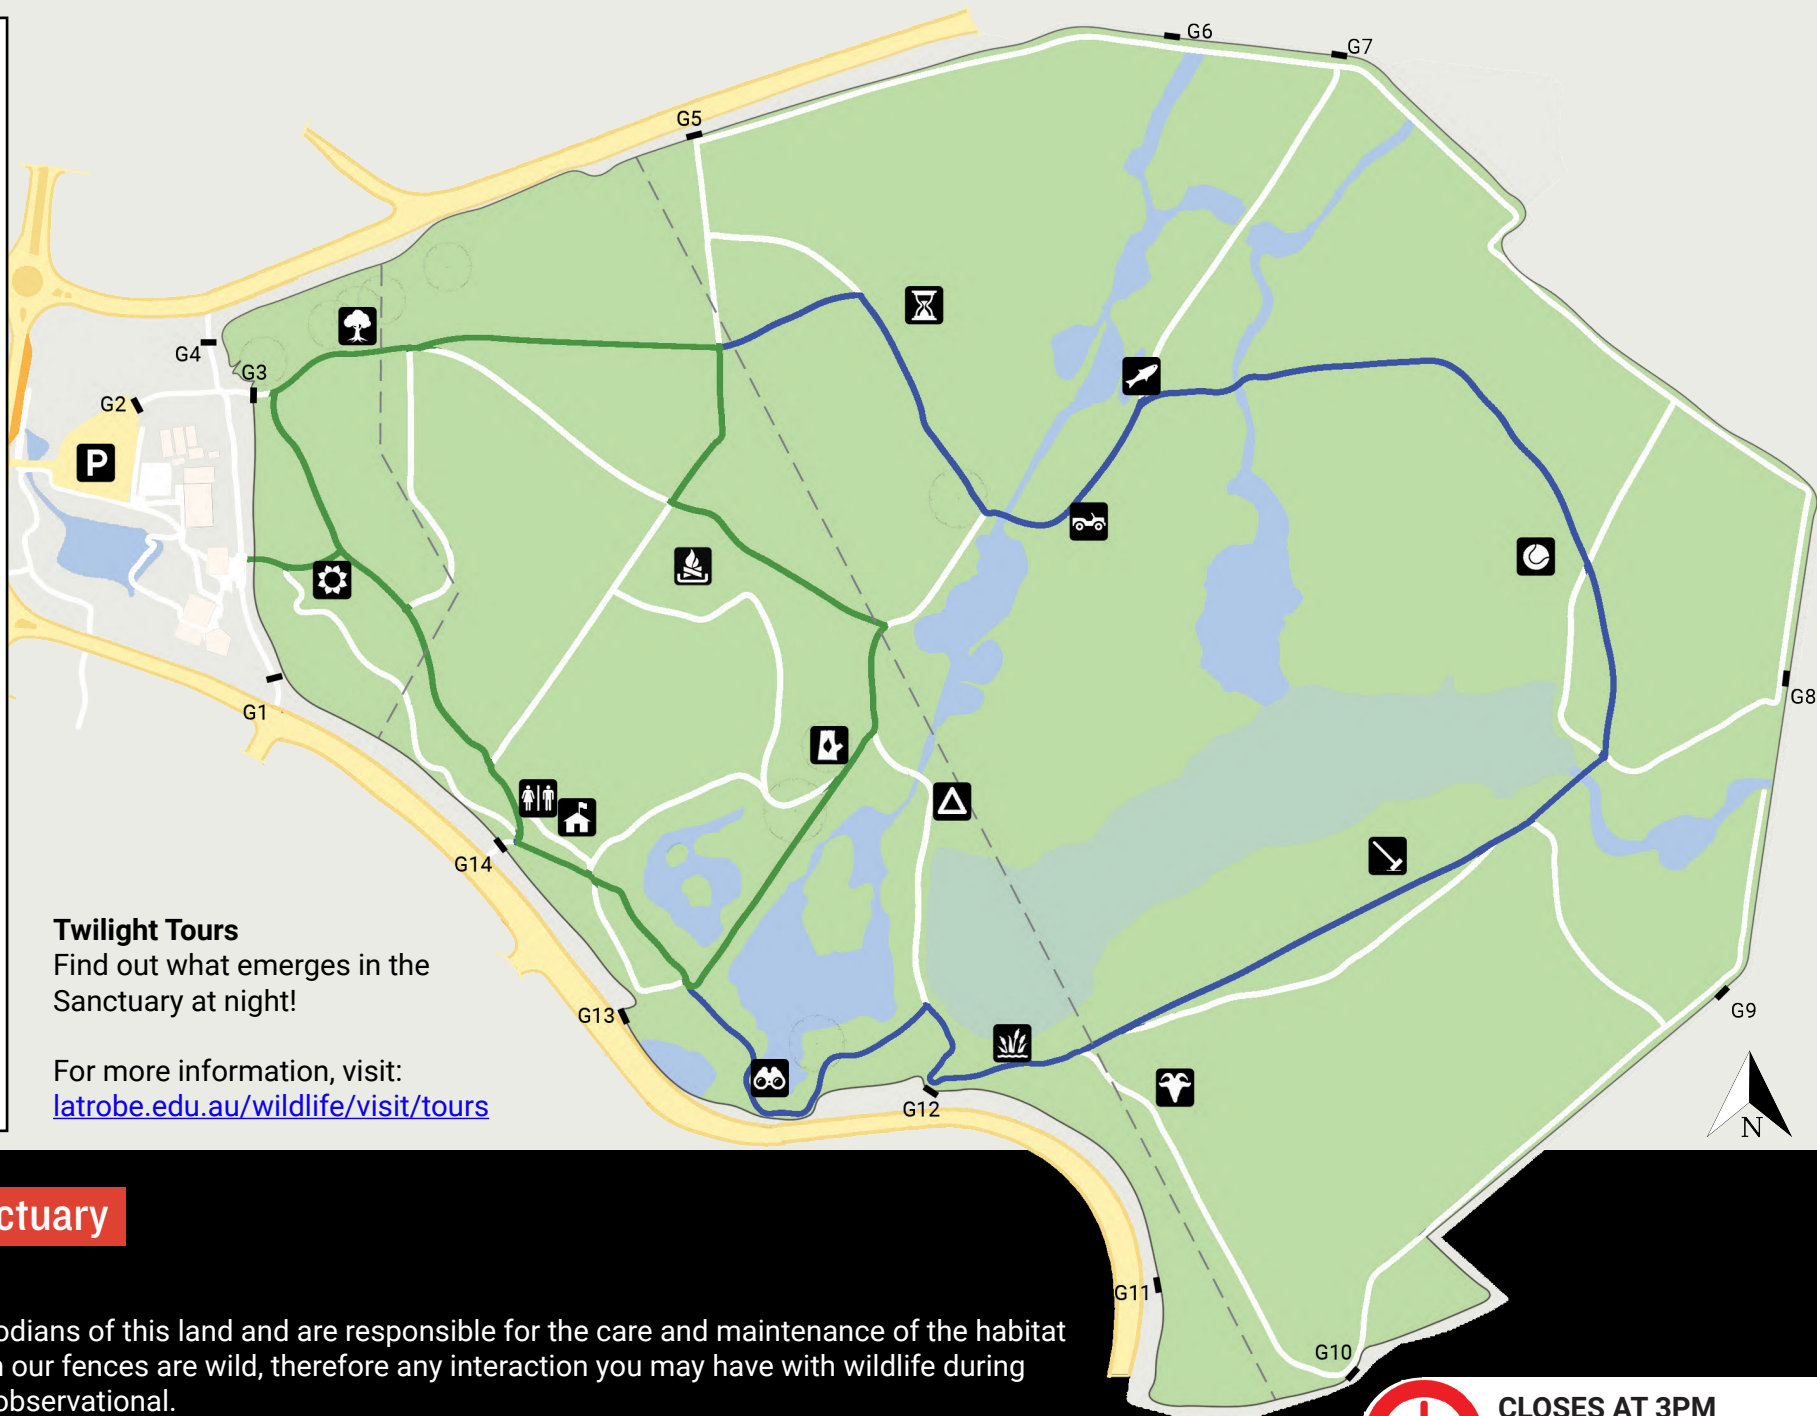 G6
G7
G5
G4
G3
G2
P
G8
G1
G14
Twilight Tours
Find out what emerges in the
Sanctuary at night!
G13
G9
For more information, visit:
latrobe.edu.au/wildlife/visit/tours
G12
N
ctuary
G11
odians of this land and are responsible for the care and maintenance of the habitat
our fences are wild, therefore any interaction you may have with wildlife during
observational.
G10
CLOSES AT 3PM